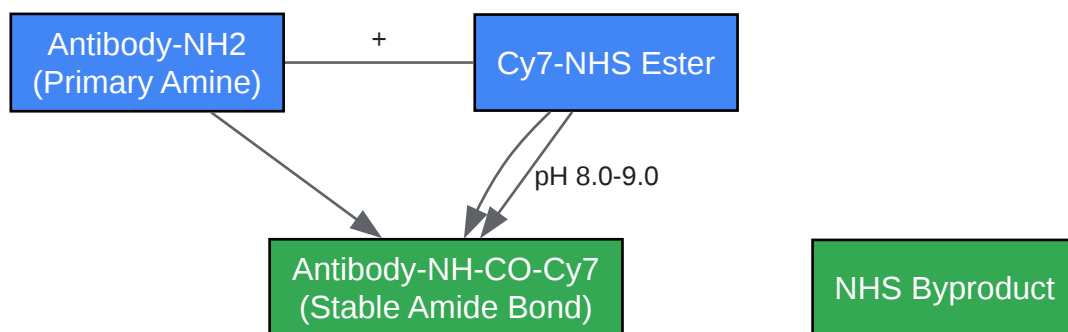 Antibody-NH2
(Primary Amine)
+
Cy7-NHS Ester
pH 8.0-9.0
Antibody-NH-CO-Cy7
(Stable Amide Bond)
NHS Byproduct